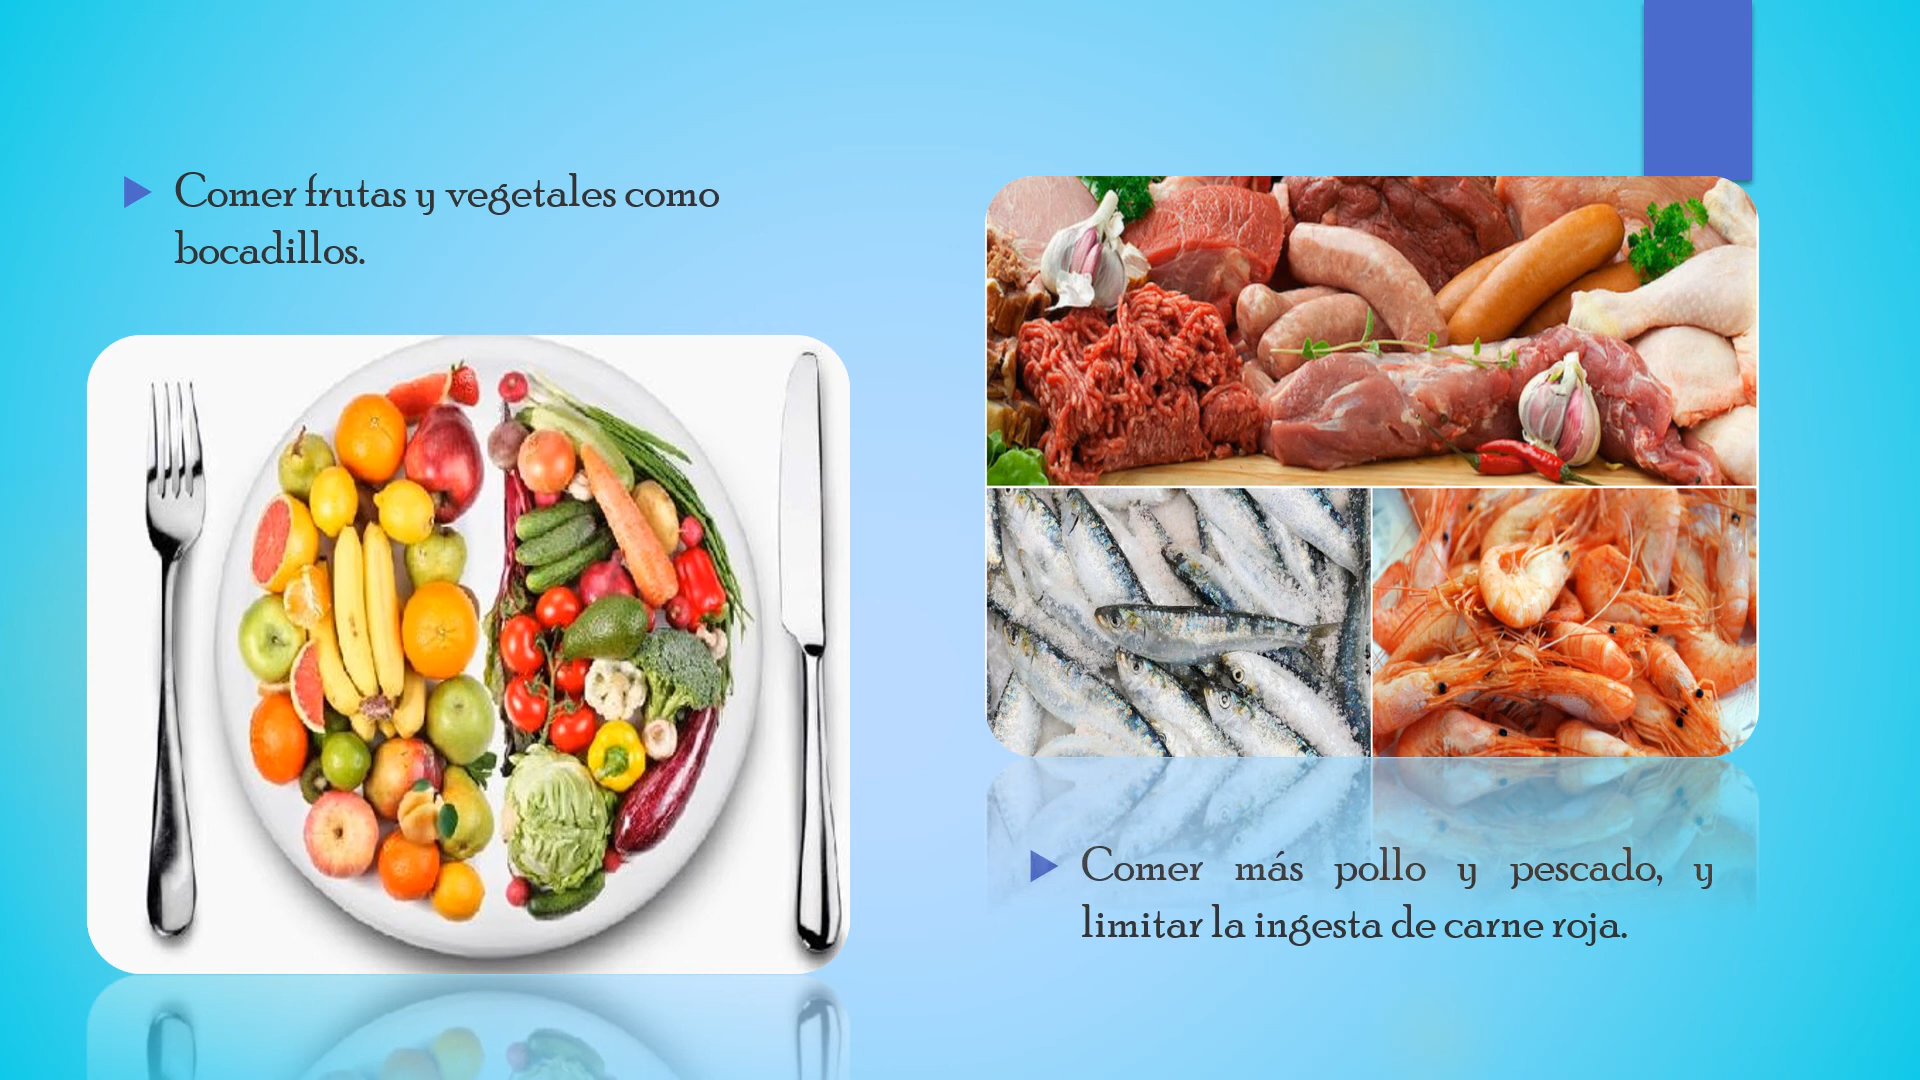 Comer frutas y vegetales como
bocadillos.
Comer más pollo y pescado, y
limitar la ingesta de carne roja.